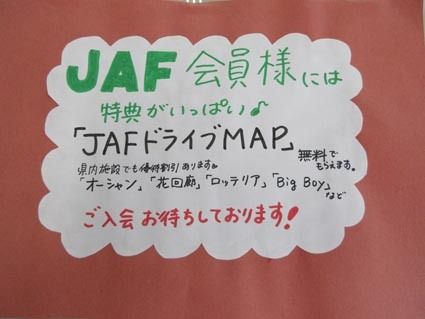 JAF 会員様には
特典がいっぱい♪
「JAFドライブMAP」無料でもらえます。
県内施設でも優待割引あります。
「オーシャン」「花回廊」「ロッテリア」「Big Boy」など
ご入会お待ちしております!